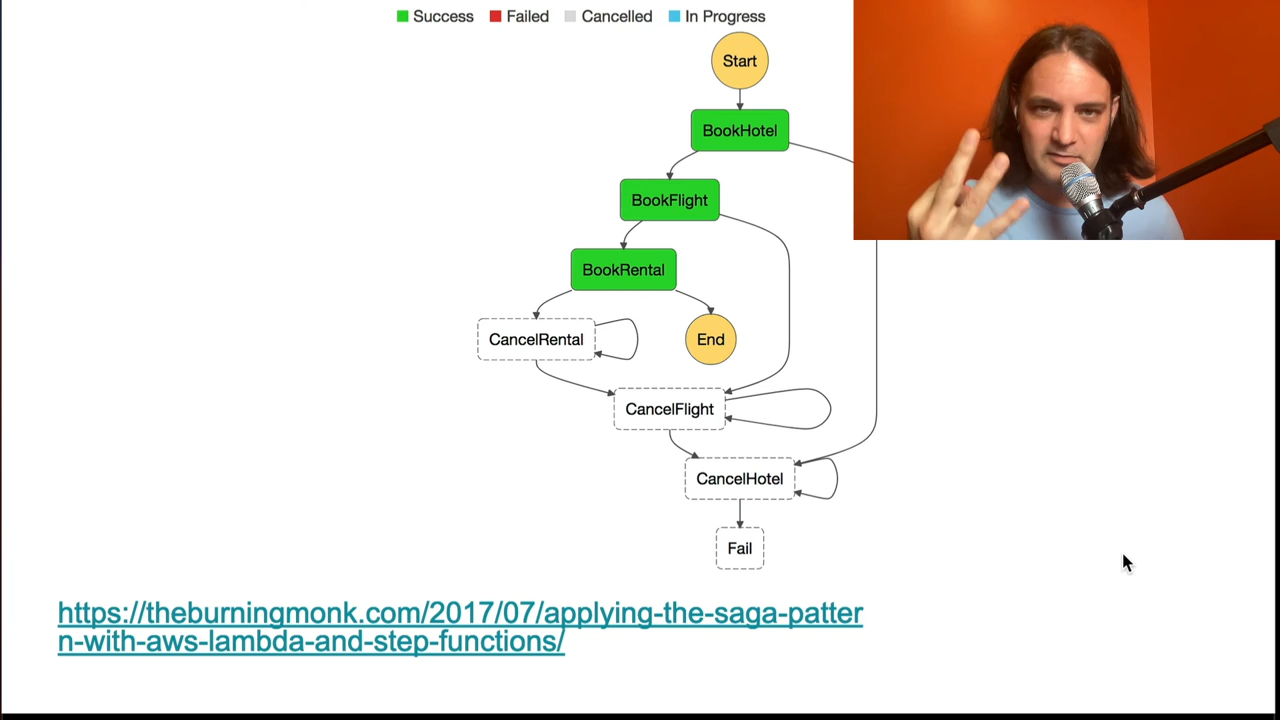 Success Failed Cancelled In Progress
Start
BookHotel
BookFlight
BookRental
CancelRental
End
CancelFlight
CancelHotel
Fail
https://theburningmonk.com/2017/07/applying-the-saga-patter
n-with-aws-lambda-and-step-functions/